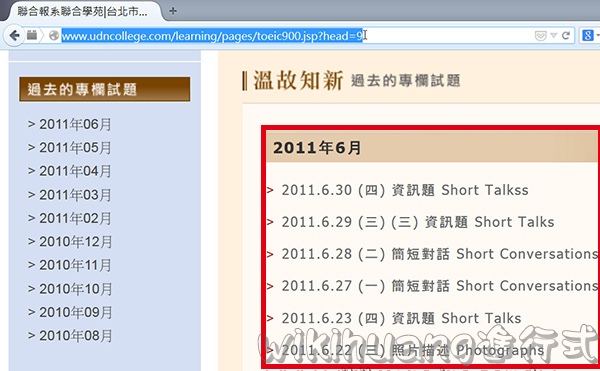 聯合報系聯合學苑|台北市...
www.udncollege.com/learning/pages/toeic900.jsp?head=9
過去的專欄試題
> 2011年06月
> 2011年05月
> 2011年04月
> 2011年03月
> 2011年02月
> 2010年12月
> 2010年11月
> 2010年10月
> 2010年09月
> 2010年08月
溫故知新 過去的專欄試題
2011年6月
> 2011.6.30 (四) 資訊題 Short Talkss
> 2011.6.29 (三) (三) 資訊題 Short Talks
> 2011.6.28 (二) 簡短對話 Short Conversations
> 2011.6.27 (一) 簡短對話 Short Conversations
> 2011.6.23 (四) 資訊題 Short Talks
> 2011.6.22 (三) 照片描述 Photographs
wikihuang進行式